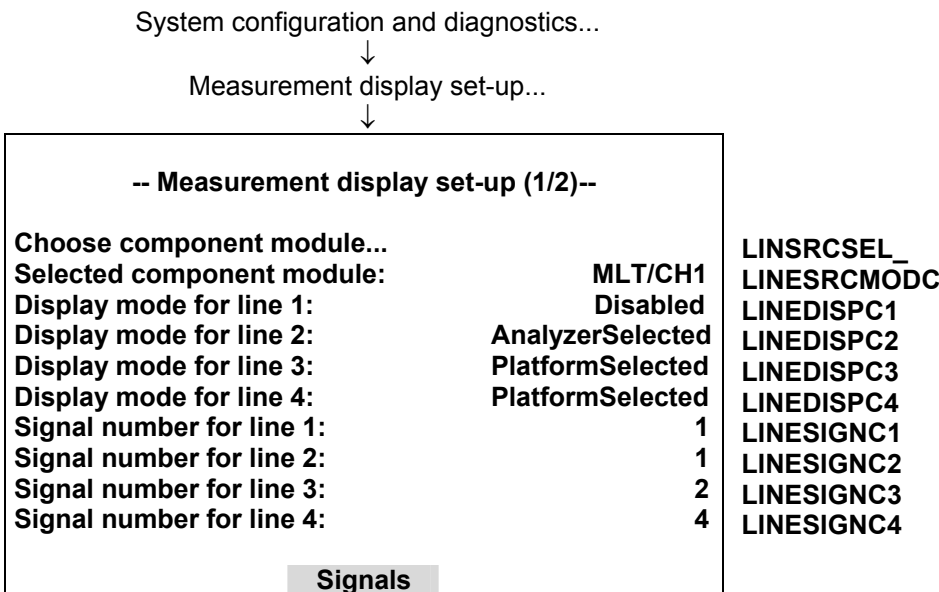 System configuration and diagnostics...
↓
Measurement display set-up...
↓
-- Measurement display set-up (1/2)--
Choose component module... LINSRCSEL_
Selected component module: MLT/CH1 LINESRCMODC
Display mode for line 1: Disabled LINEDISPC1
Display mode for line 2: AnalyzerSelected LINEDISPC2
Display mode for line 3: PlatformSelected LINEDISPC3
Display mode for line 4: PlatformSelected LINEDISPC4
Signal number for line 1: 1 LINESIGNC1
Signal number for line 2: 1 LINESIGNC2
Signal number for line 3: 2 LINESIGNC3
Signal number for line 4: 4 LINESIGNC4
Signals